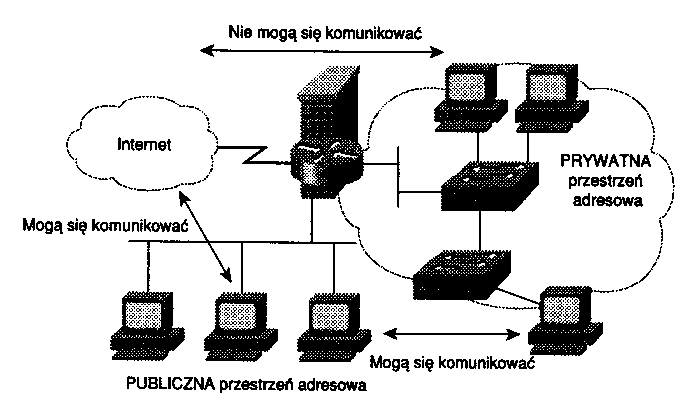 Nie mogą się komunikować
Internet
PRYWATNA
przestrzeń
adresowa
Mogą się komunikować
Mogą się komunikować
PUBLICZNA przestrzeń adresowa